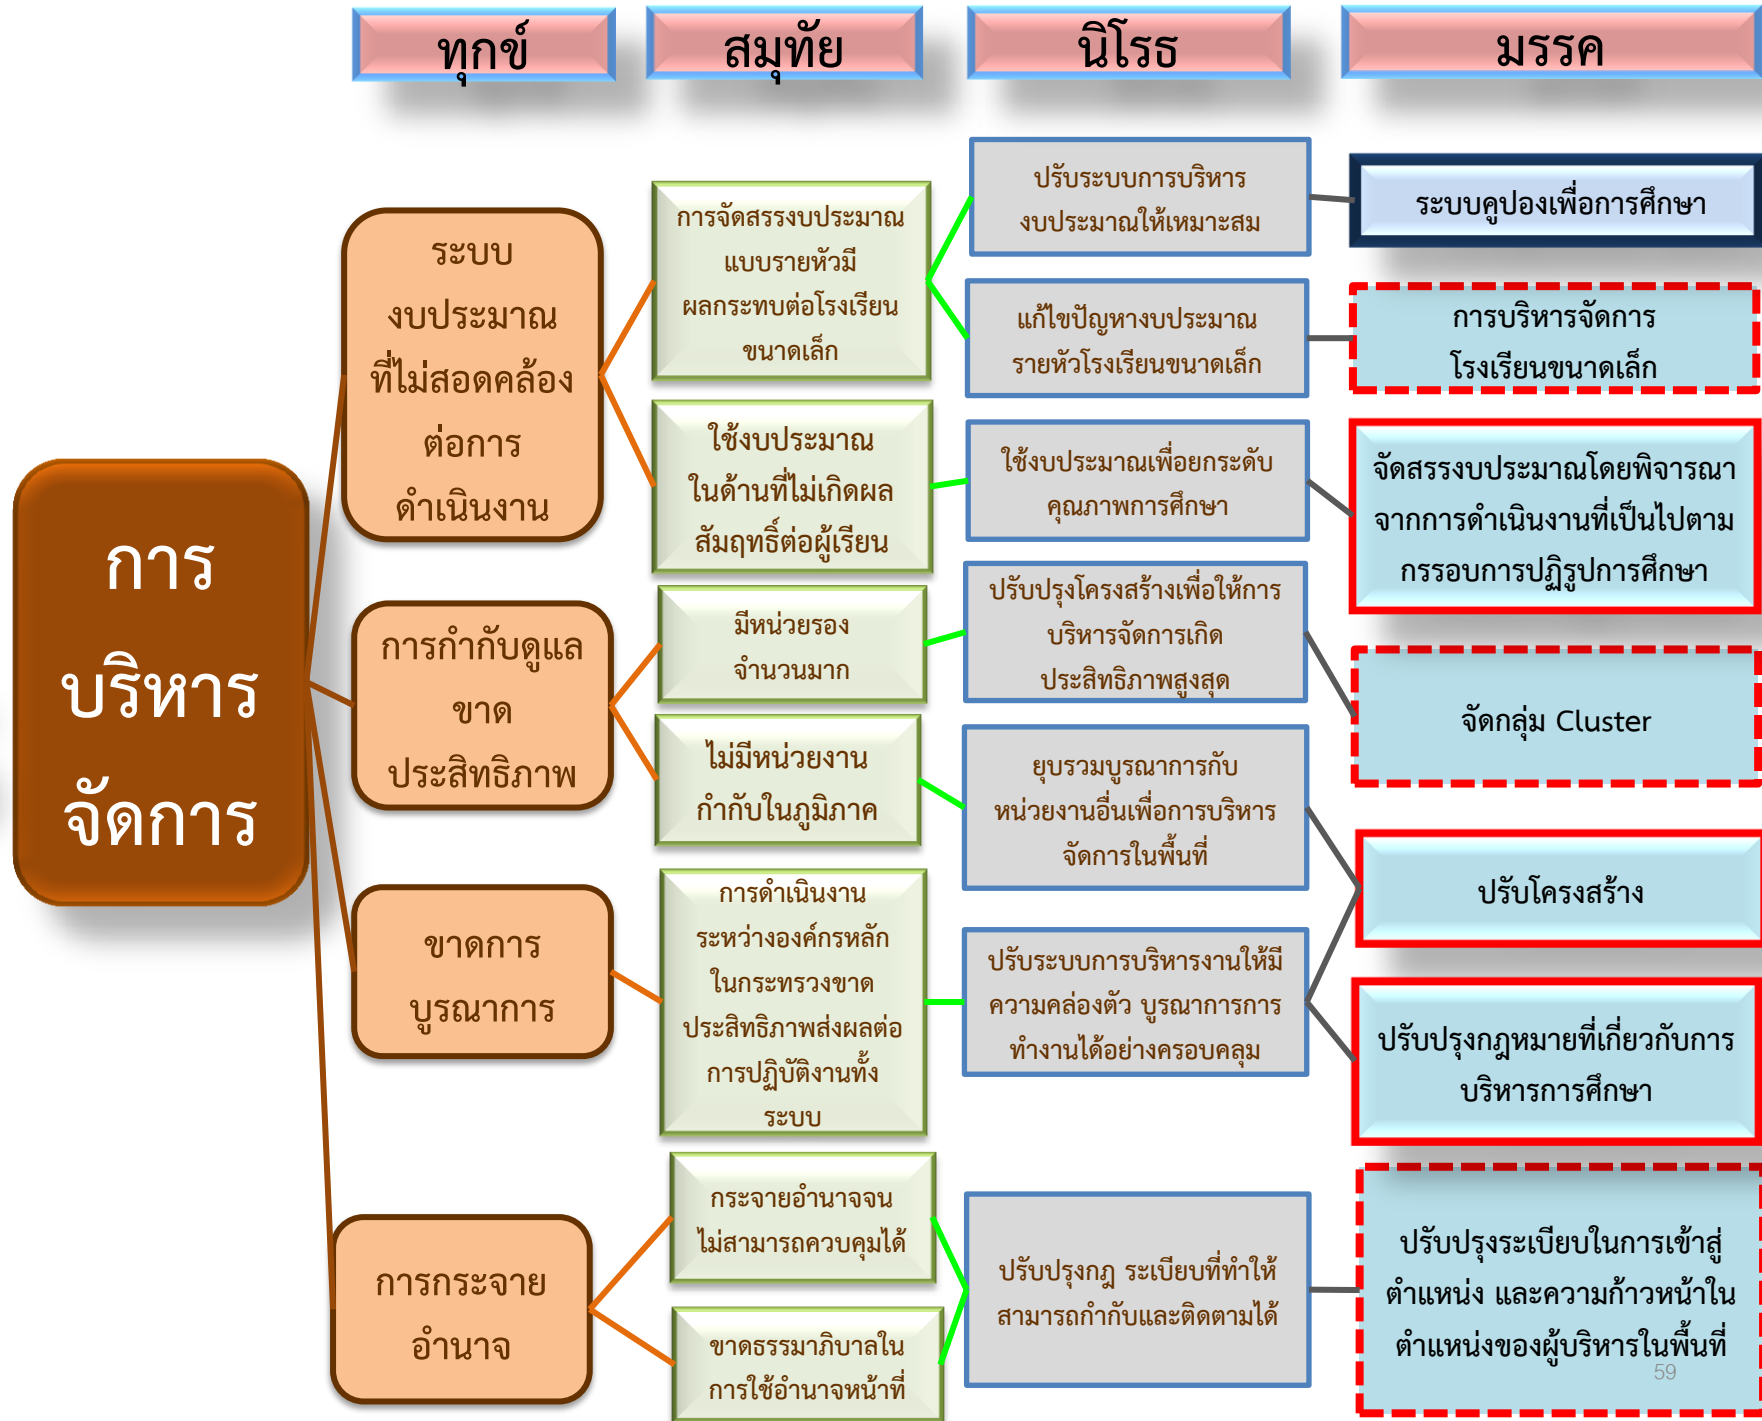 ทุกข์
สมุทัย
นิโรธ
มรรค
การ
บริหาร
จัดการ
ระบบ
งบประมาณ
ที่ไม่สอดคล้อง
ต่อการ
ดำเนินงาน
การจัดสรรงบประมาณ
แบบรายหัวมี
ผลกระทบต่อโรงเรียน
ขนาดเล็ก
ปรับระบบการบริหาร
งบประมาณให้เหมาะสม
ระบบคูปองเพื่อการศึกษา
แก้ไขปัญหางบประมาณ
รายหัวโรงเรียนขนาดเล็ก
การบริหารจัดการ
โรงเรียนขนาดเล็ก
ใช้งบประมาณ
ในด้านที่ไม่เกิดผล
สัมฤทธิ์ต่อผู้เรียน
ใช้งบประมาณเพื่อยกระดับ
คุณภาพการศึกษา
จัดสรรงบประมาณโดยพิจารณา
จากการดำเนินงานที่เป็นไปตาม
กรรอบการปฏิรูปการศึกษา
การกำกับดูแล
ขาด
ประสิทธิภาพ
มีหน่วยรอง
จำนวนมาก
ปรับปรุงโครงสร้างเพื่อให้การ
บริหารจัดการเกิด
ประสิทธิภาพสูงสุด
จัดกลุ่ม Cluster
ไม่มีหน่วยงาน
กำกับในภูมิภาค
ยุบรวมบูรณาการกับ
หน่วยงานอื่นเพื่อการบริหาร
จัดการในพื้นที่
ปรับโครงสร้าง
ขาดการ
บูรณาการ
การดำเนินงาน
ระหว่างองค์กรหลัก
ในกระทรวงขาด
ประสิทธิภาพส่งผลต่อ
การปฏิบัติงานทั้ง
ระบบ
ปรับระบบการบริหารงานให้มี
ความคล่องตัว บูรณาการการ
ทำงานได้อย่างครอบคลุม
ปรับปรุงกฎหมายที่เกี่ยวกับการ
บริหารการศึกษา
การกระจาย
อำนาจ
กระจายอำนาจจน
ไม่สามารถควบคุมได้
ขาดธรรมาภิบาลใน
การใช้อำนาจหน้าที่
ปรับปรุงกฎ ระเบียบที่ทำให้
สามารถกำกับและติดตามได้
ปรับปรุงระเบียบในการเข้าสู่
ตำแหน่ง และความก้าวหน้าใน
ตำแหน่งของผู้บริหารในพื้นที่
59